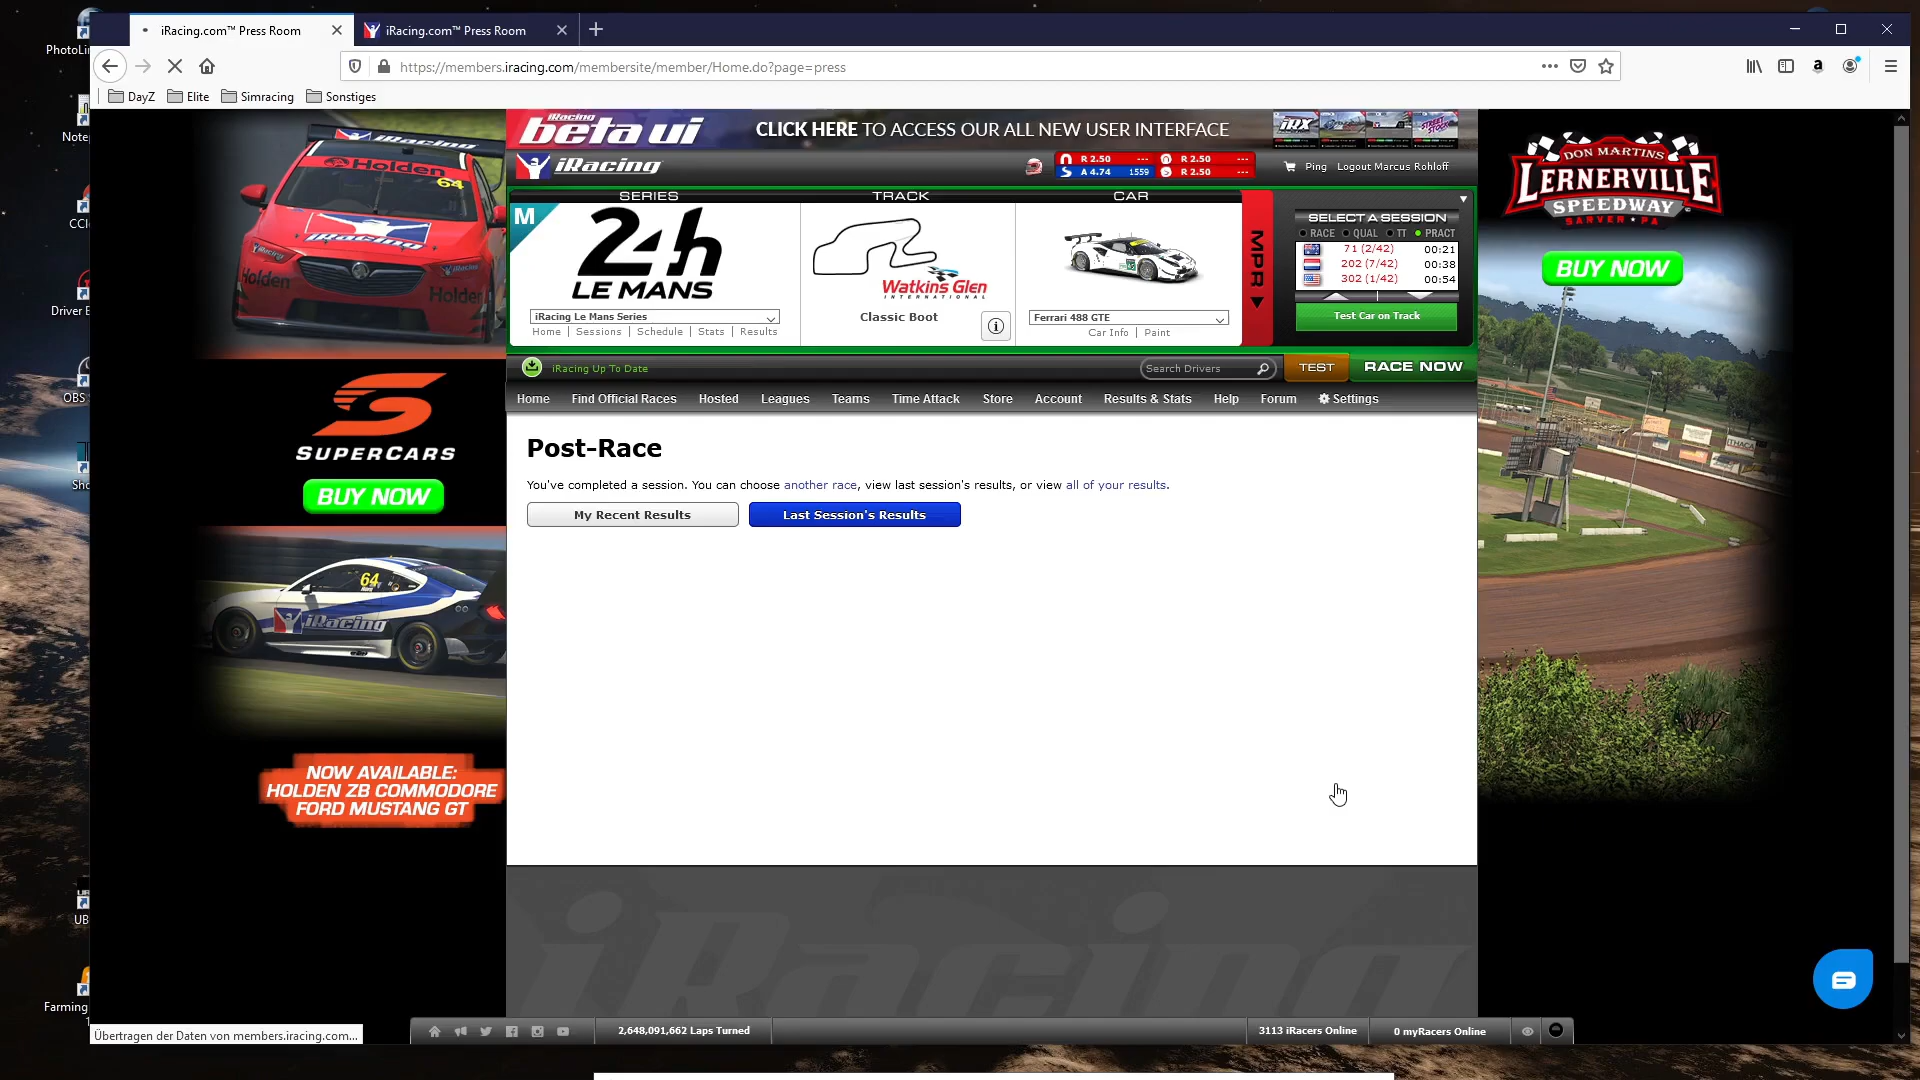 iRacing.com™ Press Room
iRacing.com™ Press Room
https://members.iracing.com/membersite/member/Home.do?page=press
DayZ
Elite
Simracing
Sonstiges
iRacing
beta ui
CLICK HERE TO ACCESS OUR ALL NEW USER INTERFACE
iRacing
R 2.50 ---
R 2.50 ---
A 4.74 1559
R 2.50 ---
Ping
Logout Marcus Rohloff
SERIES
TRACK
CAR
M
24h
LE MANS
iRacing Le Mans Series
Home | Sessions | Schedule | Stats | Results
Watkins Glen
INTERNATIONAL
Classic Boot
Ferrari 488 GTE
Car Info | Paint
MPR
SELECT A SESSION
RACE QUAL TT PRACT
71 (2/42) 00:21
202 (7/42) 00:38
302 (1/42) 00:54
Test Car on Track
iRacing Up To Date
Search Drivers
TEST
RACE NOW
Home
Find Official Races
Hosted
Leagues
Teams
Time Attack
Store
Account
Results & Stats
Help
Forum
Settings
Post-Race
You've completed a session. You can choose another race, view last session's results, or view all of your results.
My Recent Results
Last Session's Results
iRacing
Holden
64
iRacing
Holden
Holden
SUPERCARS
BUY NOW
64
iRacing
NOW AVAILABLE:
HOLDEN ZB COMMODORE
FORD MUSTANG GT
DON MARTINS
LERNERVILLE
SPEEDWAY
SARVER PA
BUY NOW
ITHACA
iRacing
Übertragen der Daten von members.iracing.com...
2,648,091,662 Laps Turned
3113 iRacers Online
0 myRacers Online
PhotoLin
Note
CCl
Driver E
OBS
Sho
UB
Farming